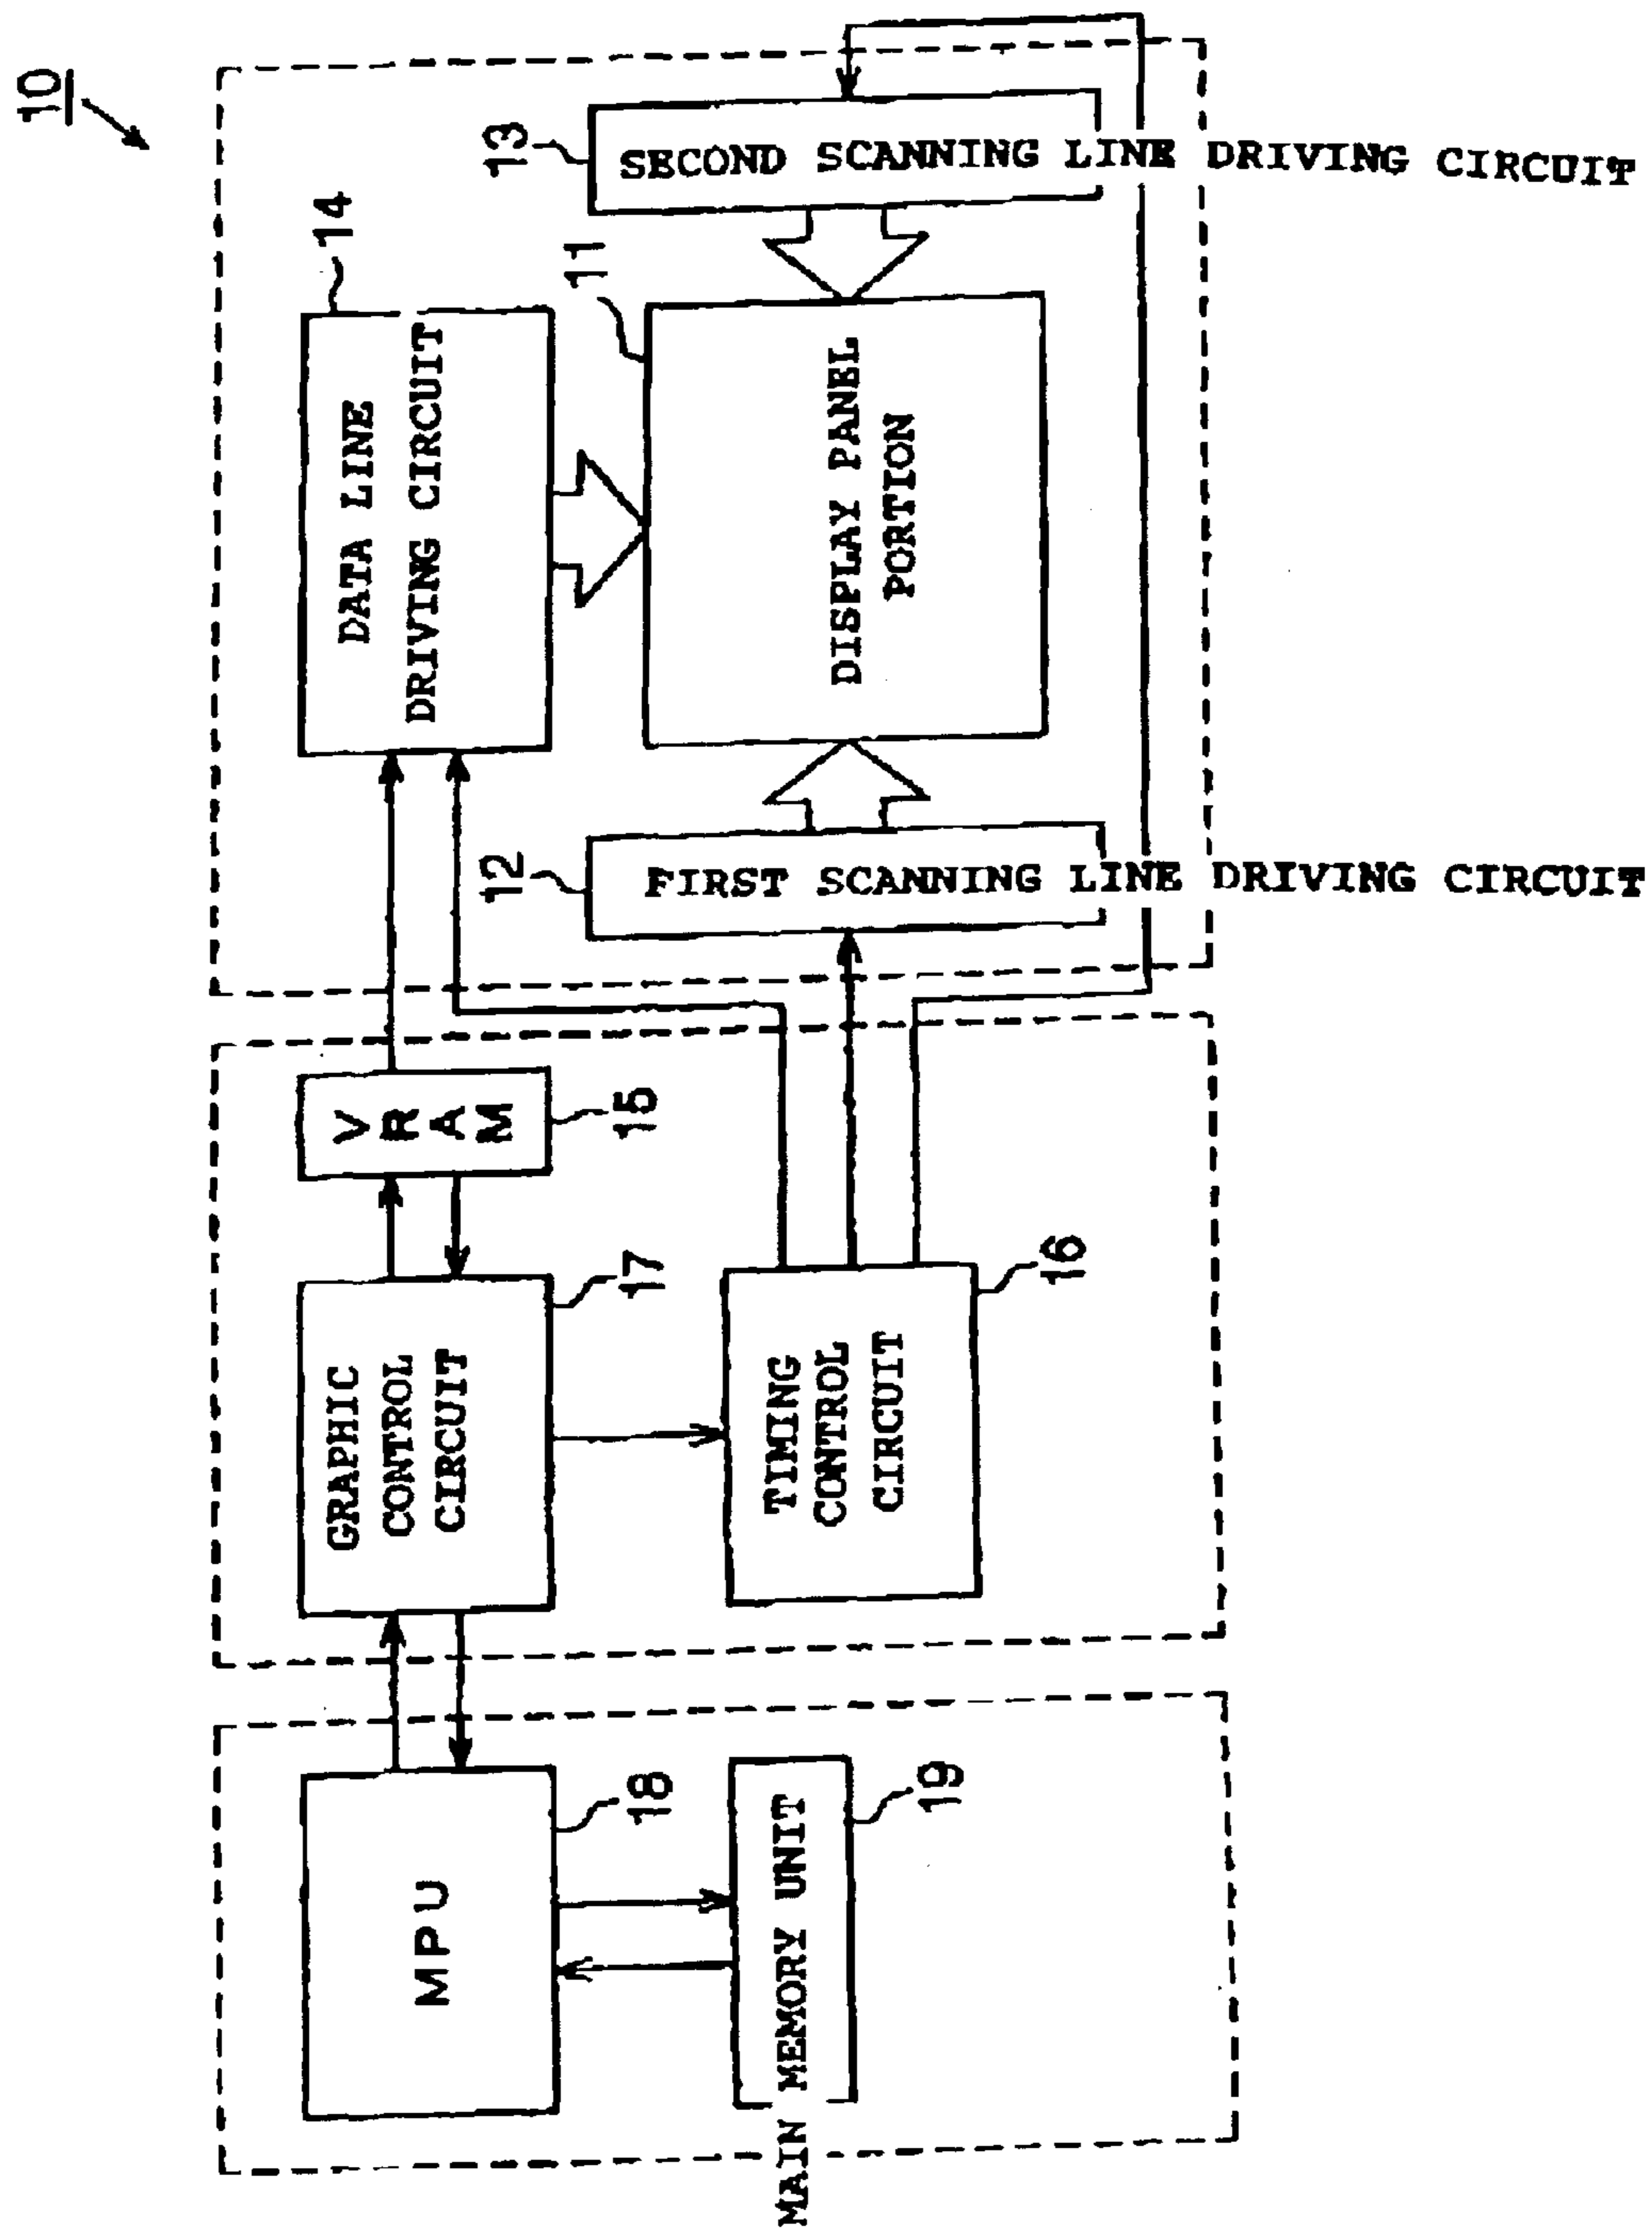 10
MPU
18
MAIN MEMORY UNIT
19
GRAPHIC
CONTROL
CIRCUIT
17
TIMING
CONTROL
CIRCUIT
16
VRAM
15
DATA LINE
DRIVING CIRCUIT
14
FIRST SCANNING LINE DRIVING CIRCUIT
12
DISPLAY PANEL
PORTION
11
SECOND SCANNING LINE DRIVING CIRCUIT
13